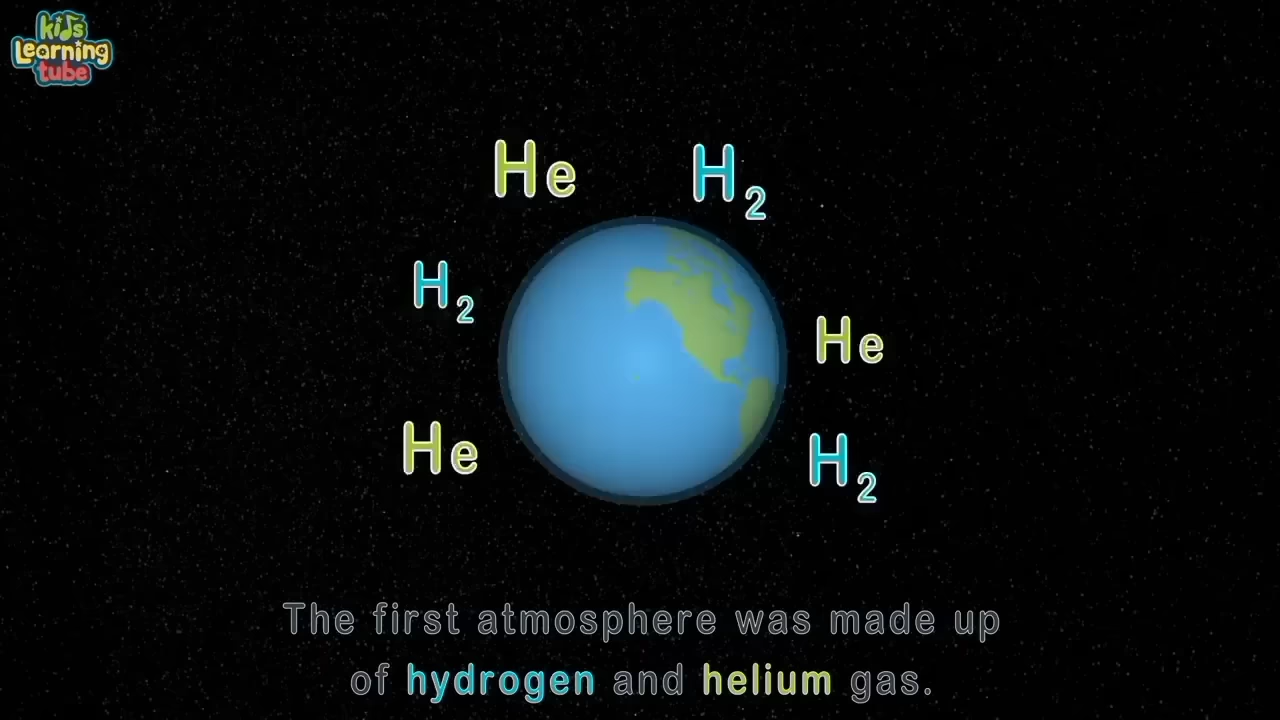 kids
Learning
tube
He H₂
H₂
He
He
H₂
The first atmosphere was made up
of hydrogen and helium gas.